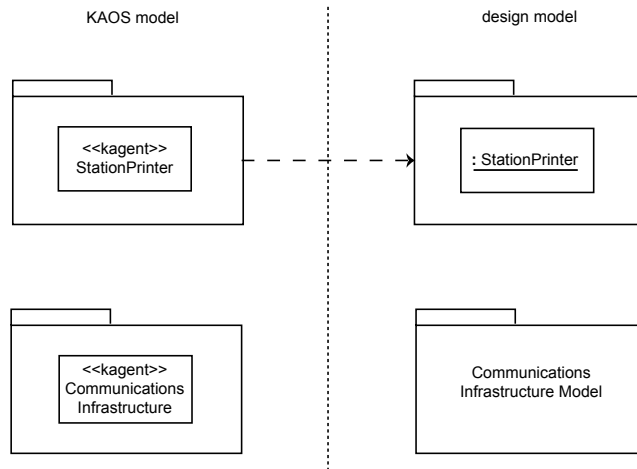 KAOS model
design model
<<kagent>>
StationPrinter
: StationPrinter
<<kagent>>
Communications
Infrastructure
Communications
Infrastructure Model